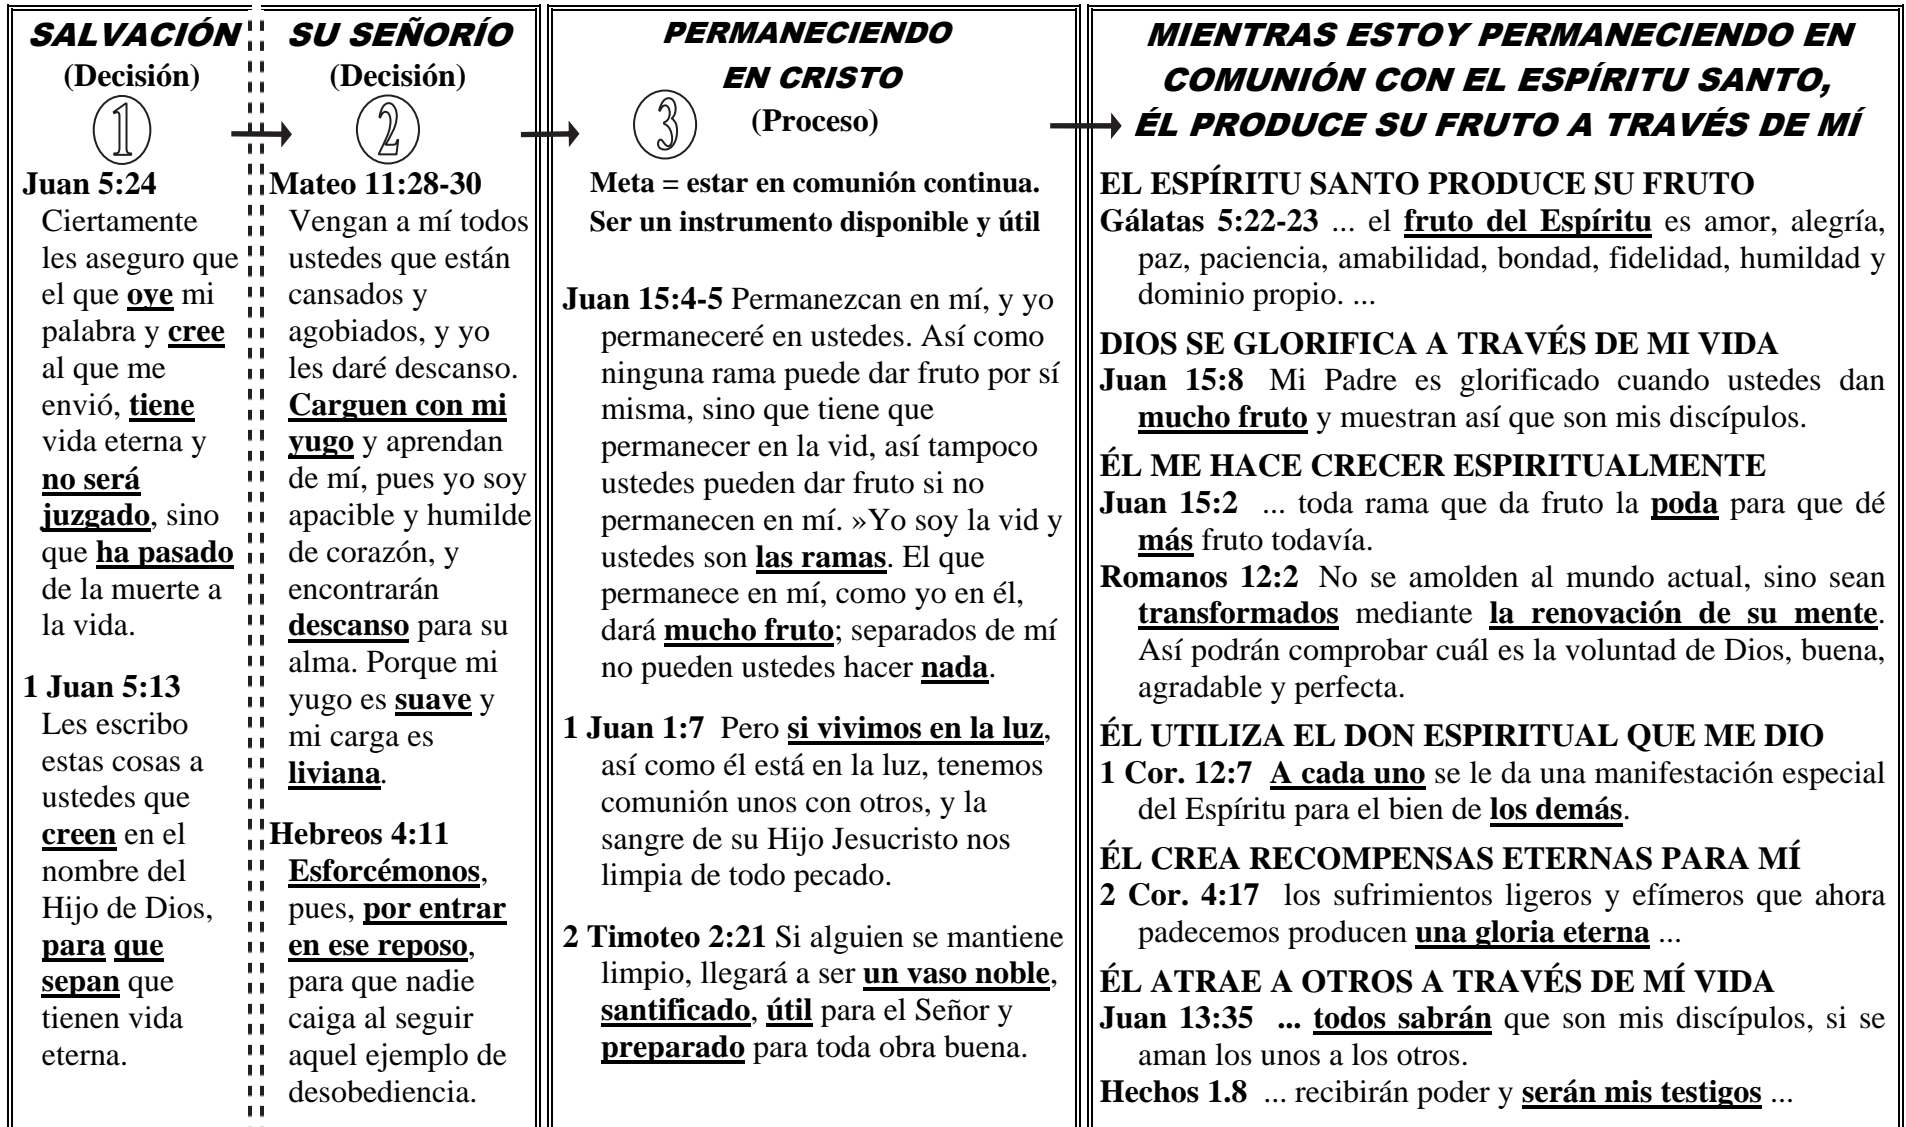 SALVACIÓN
(Decisión)
1
Juan 5:24
Ciertamente
les aseguro que
el que oye mi
palabra y cree
al que me
envió, tiene
vida eterna y
no será
juzgado, sino
que ha pasado
de la muerte a
la vida.
1 Juan 5:13
Les escribo
estas cosas a
ustedes que
creen en el
nombre del
Hijo de Dios,
para que
sepan que
tienen vida
eterna.
SU SEÑORÍO
(Decisión)
2
Mateo 11:28-30
Vengan a mí todos
ustedes que están
cansados y
agobiados, y yo
les daré descanso.
Carguen con mi
yugo y aprendan
de mí, pues yo soy
apacible y humilde
de corazón, y
encontrarán
descanso para su
alma. Porque mi
yugo es suave y
mi carga es
liviana.
Hebreos 4:11
Esforcémonos,
pues, por entrar
en ese reposo,
para que nadie
caiga al seguir
aquel ejemplo de
desobediencia.
PERMANECIENDO
EN CRISTO
3 (Proceso)
Meta = estar en comunión continua.
Ser un instrumento disponible y útil
Juan 15:4-5 Permanezcan en mí, y yo
permaneceré en ustedes. Así como
ninguna rama puede dar fruto por sí
misma, sino que tiene que
permanecer en la vid, así tampoco
ustedes pueden dar fruto si no
permanecen en mí. »Yo soy la vid y
ustedes son las ramas. El que
permanece en mí, como yo en él,
dará mucho fruto; separados de mí
no pueden ustedes hacer nada.
1 Juan 1:7 Pero si vivimos en la luz,
así como él está en la luz, tenemos
comunión unos con otros, y la
sangre de su Hijo Jesucristo nos
limpia de todo pecado.
2 Timoteo 2:21 Si alguien se mantiene
limpio, llegará a ser un vaso noble,
santificado, útil para el Señor y
preparado para toda obra buena.
MIENTRAS ESTOY PERMANECIENDO EN
COMUNIÓN CON EL ESPÍRITU SANTO,
ÉL PRODUCE SU FRUTO A TRAVÉS DE MÍ
EL ESPÍRITU SANTO PRODUCE SU FRUTO
Gálatas 5:22-23 ... el fruto del Espíritu es amor, alegría,
paz, paciencia, amabilidad, bondad, fidelidad, humildad y
dominio propio. ...
DIOS SE GLORIFICA A TRAVÉS DE MI VIDA
Juan 15:8 Mi Padre es glorificado cuando ustedes dan
mucho fruto y muestran así que son mis discípulos.
ÉL ME HACE CRECER ESPIRITUALMENTE
Juan 15:2 ... toda rama que da fruto la poda para que dé
más fruto todavía.
Romanos 12:2 No se amolden al mundo actual, sino sean
transformados mediante la renovación de su mente.
Así podrán comprobar cuál es la voluntad de Dios, buena,
agradable y perfecta.
ÉL UTILIZA EL DON ESPIRITUAL QUE ME DIO
1 Cor. 12:7 A cada uno se le da una manifestación especial
del Espíritu para el bien de los demás.
ÉL CREA RECOMPENSAS ETERNAS PARA MÍ
2 Cor. 4:17 los sufrimientos ligeros y efímeros que ahora
padecemos producen una gloria eterna ...
ÉL ATRAE A OTROS A TRAVÉS DE MÍ VIDA
Juan 13:35 ... todos sabrán que son mis discípulos, si se
aman los unos a los otros.
Hechos 1.8 ... recibirán poder y serán mis testigos ...